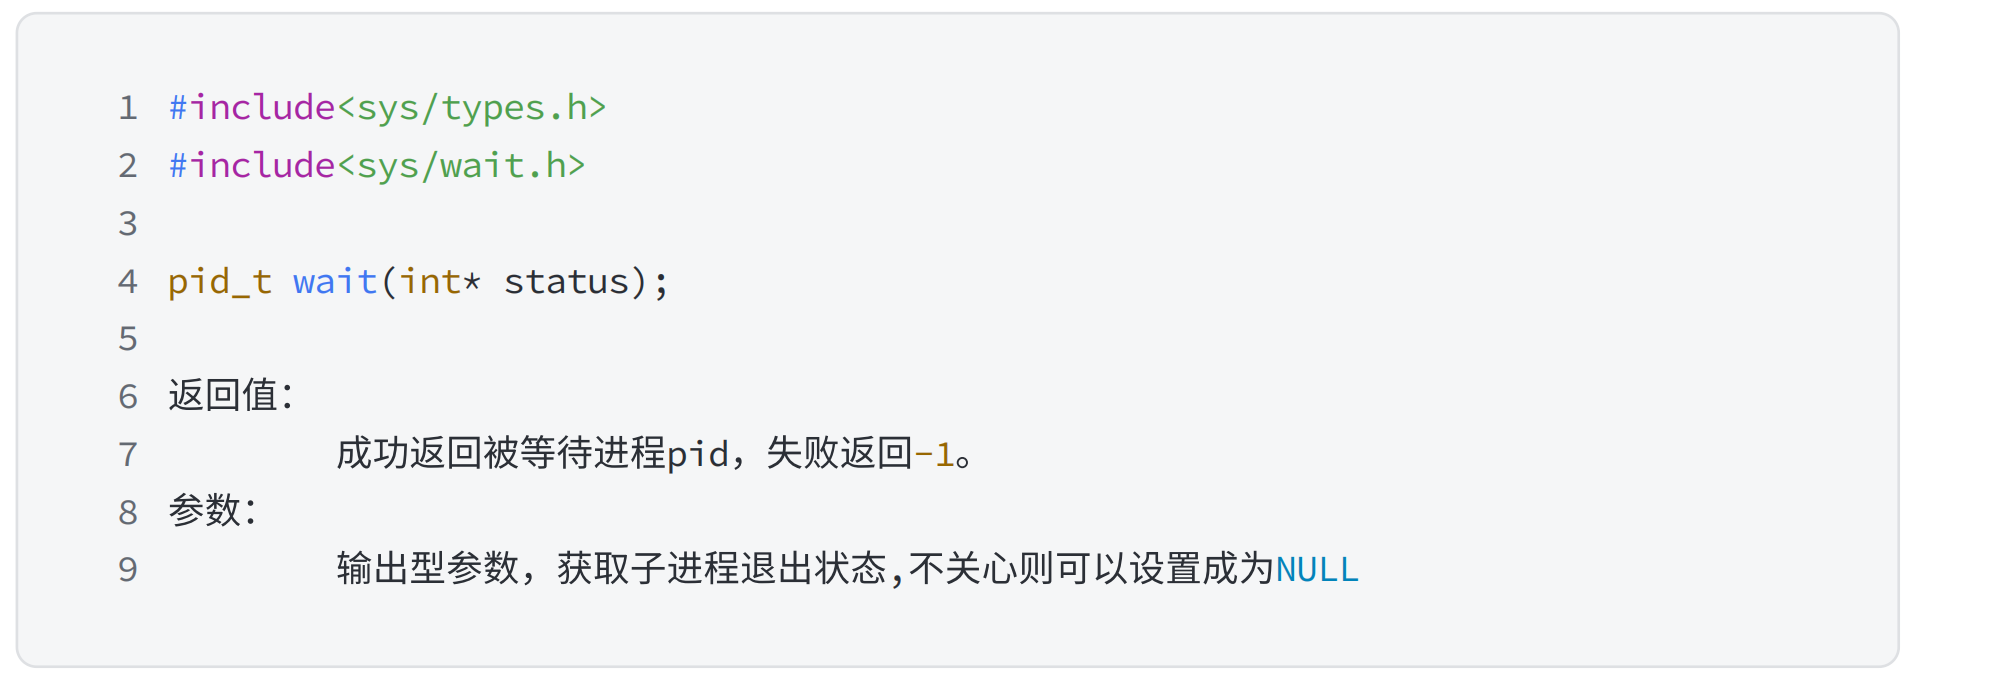 1 #include<sys/types.h>
2 #include<sys/wait.h>
3
4 pid_t wait(int* status);
5
6 返回值：
7 成功返回被等待进程pid，失败返回-1。
8 参数：
9 输出型参数，获取子进程退出状态,不关心则可以设置成为NULL